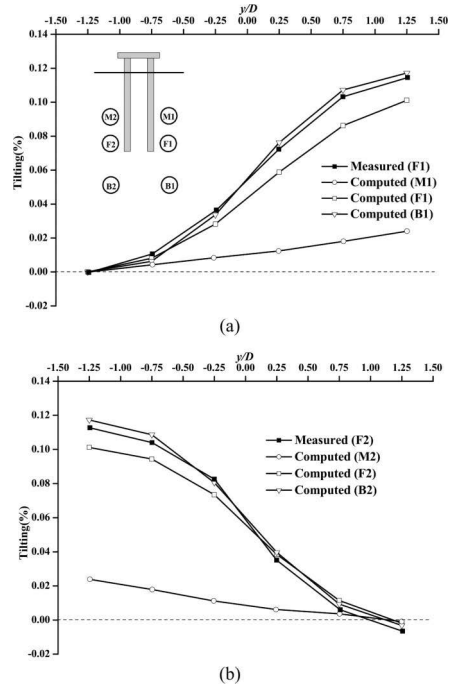 (a)
y/D
-1.50 -1.25 -1.00 -0.75 -0.50 -0.25 0.00 0.25 0.50 0.75 1.00 1.25 1.50
0.14
0.12
0.10
0.08
0.06
0.04
0.02
0.00
-0.02
Tilting(%)
M2 M1
F2 F1
B2 B1
Measured (F1)
Computed (M1)
Computed (F1)
Computed (B1)
(a)
y/D
-1.50 -1.25 -1.00 -0.75 -0.50 -0.25 0.00 0.25 0.50 0.75 1.00 1.25 1.50
0.14
0.12
0.10
0.08
0.06
0.04
0.02
0.00
-0.02
Tilting(%)
Measured (F2)
Computed (M2)
Computed (F2)
Computed (B2)
(b)